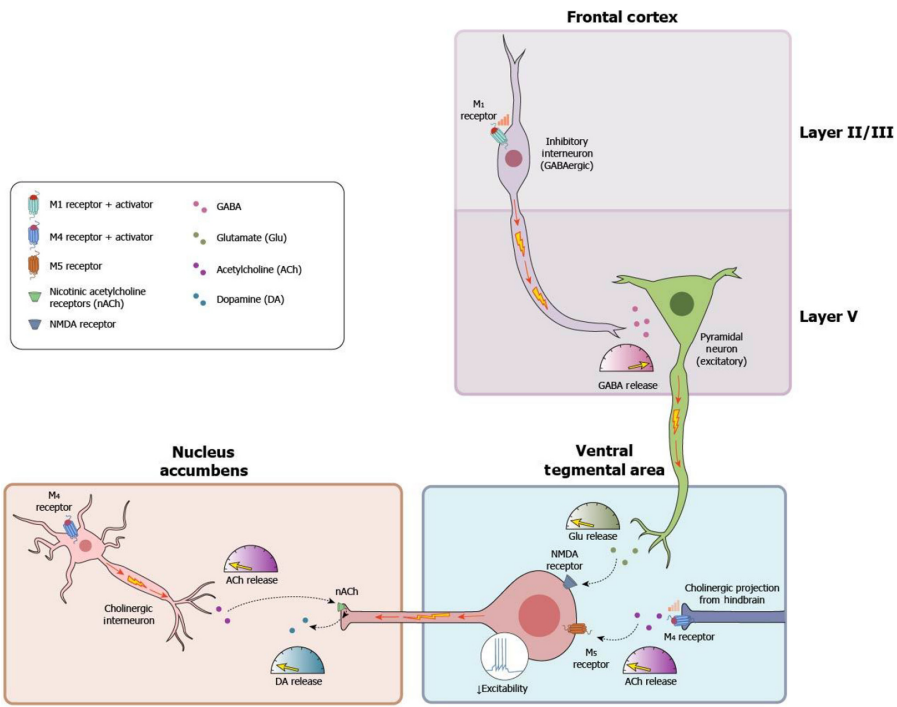 Frontal cortex
M1
receptor
Inhibitory
interneuron
(GABAergic)
Layer II/III
M1 receptor + activator
M4 receptor + activator
M5 receptor
Nicotinic acetylcholine
receptors (nACh)
NMDA receptor
GABA
Glutamate (Glu)
Acetylcholine (ACh)
Dopamine (DA)
Layer V
Pyramidal
neuron
(excitatory)
GABA release
Nucleus
accumbens
M4
receptor
ACh release
Cholinergic
interneuron
nACh
DA release
Ventral
tegmental area
Glu release
NMDA
receptor
Cholinergic projection
from hindbrain
M4 receptor
M5
receptor
ACh release
↓Excitability